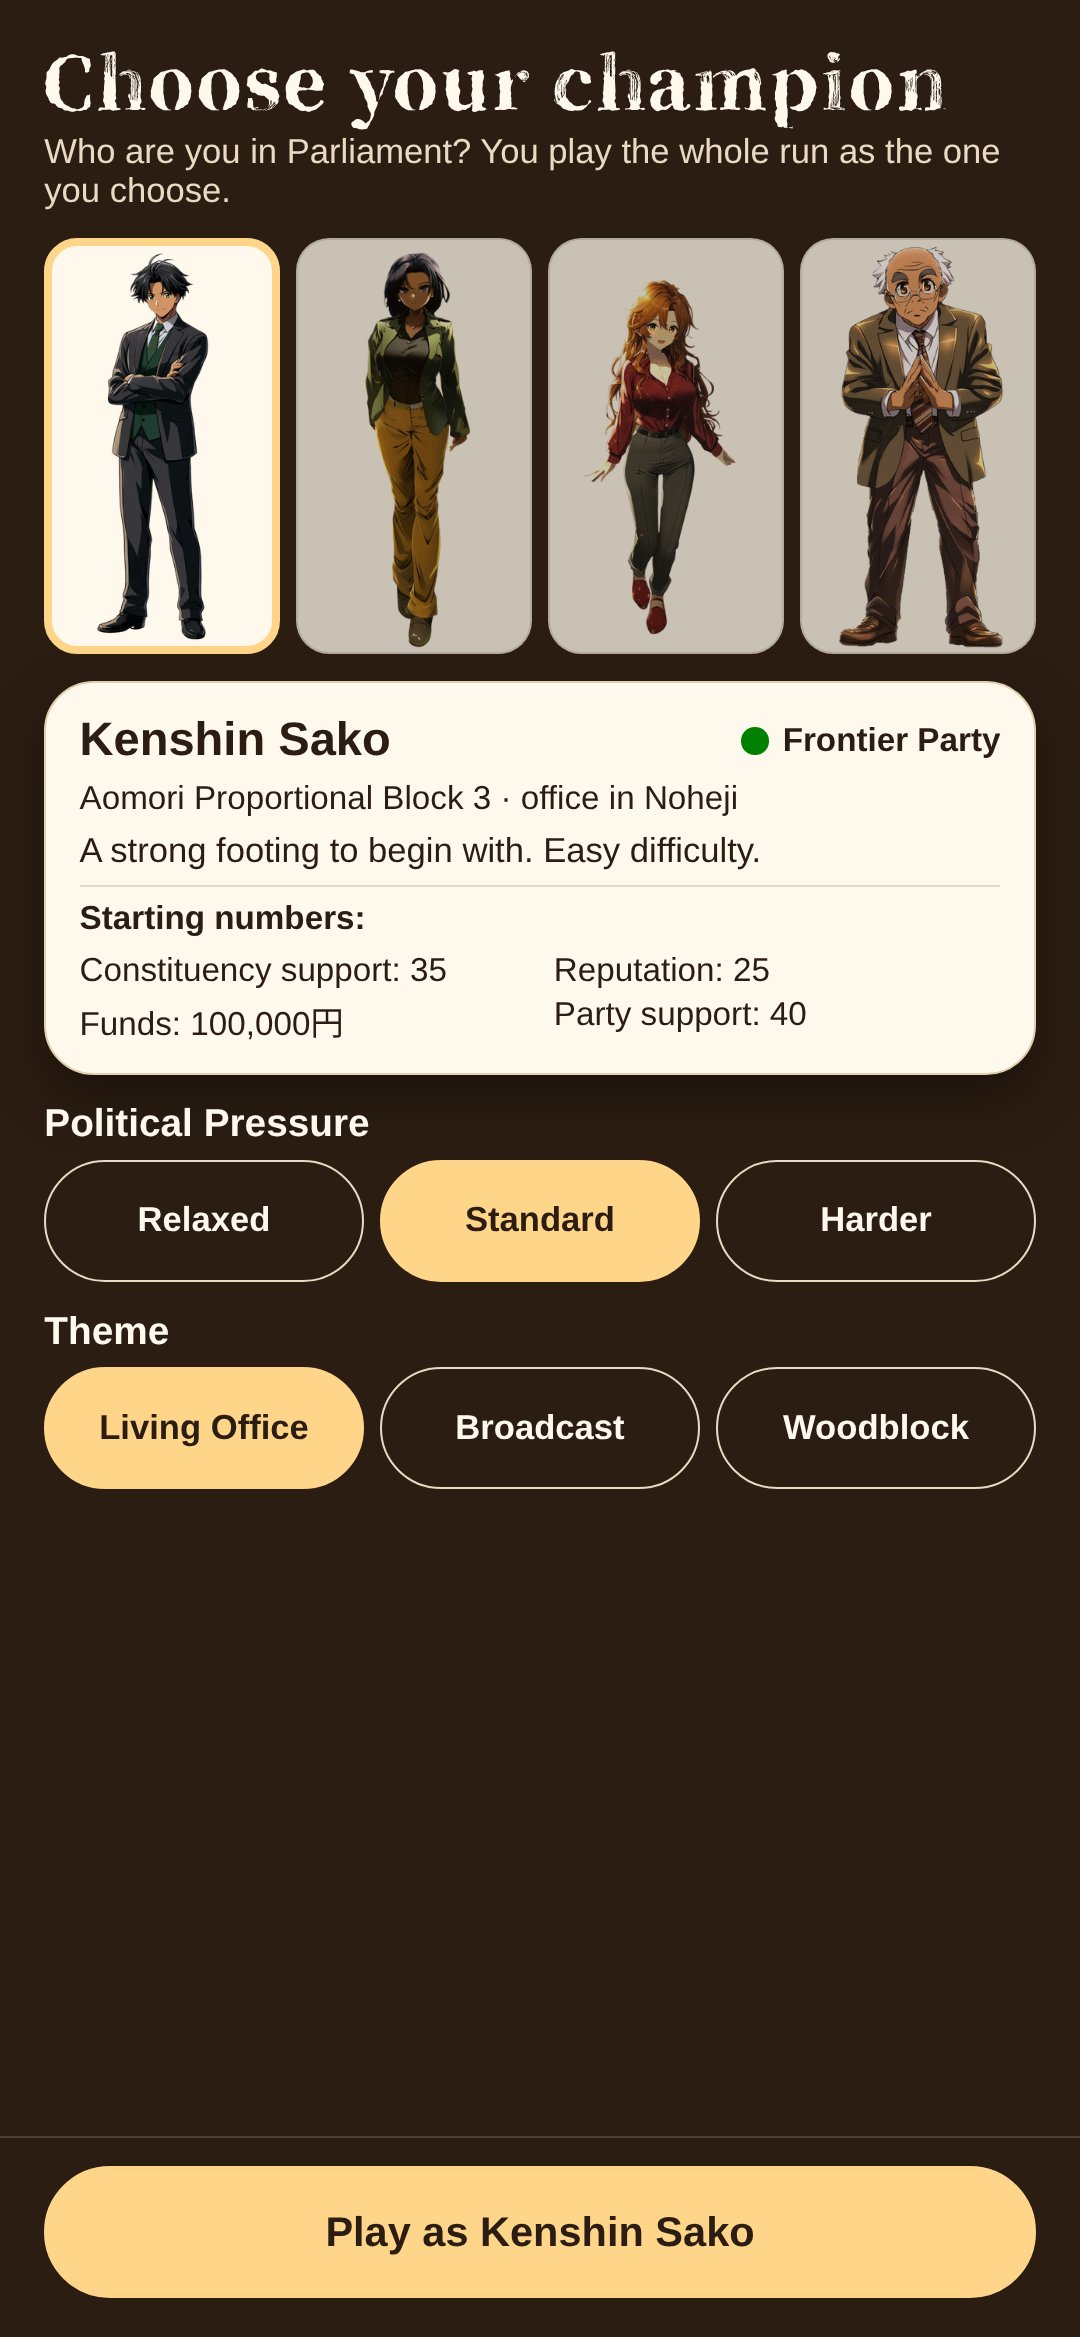 Choose your champion
Who are you in Parliament? You play the whole run as the one
you choose.
Kenshin Sako
Frontier Party
Aomori Proportional Block 3 · office in Noheji
A strong footing to begin with. Easy difficulty.
Starting numbers:
Constituency support: 35
Reputation: 25
Funds: 100,000円
Party support: 40
Political Pressure
Relaxed
Standard
Harder
Theme
Living Office
Broadcast
Woodblock
Play as Kenshin Sako